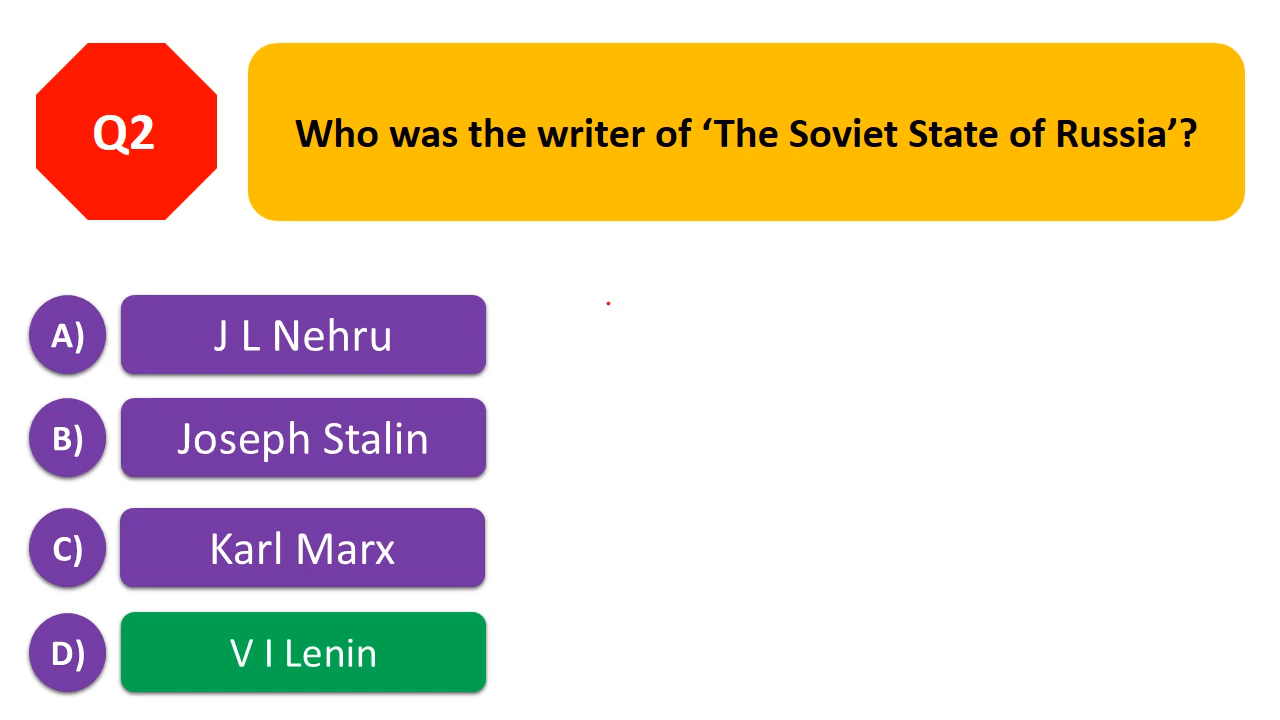 Q2
Who was the writer of ‘The Soviet State of Russia’?
A)
J L Nehru
B)
Joseph Stalin
C)
Karl Marx
D)
V I Lenin